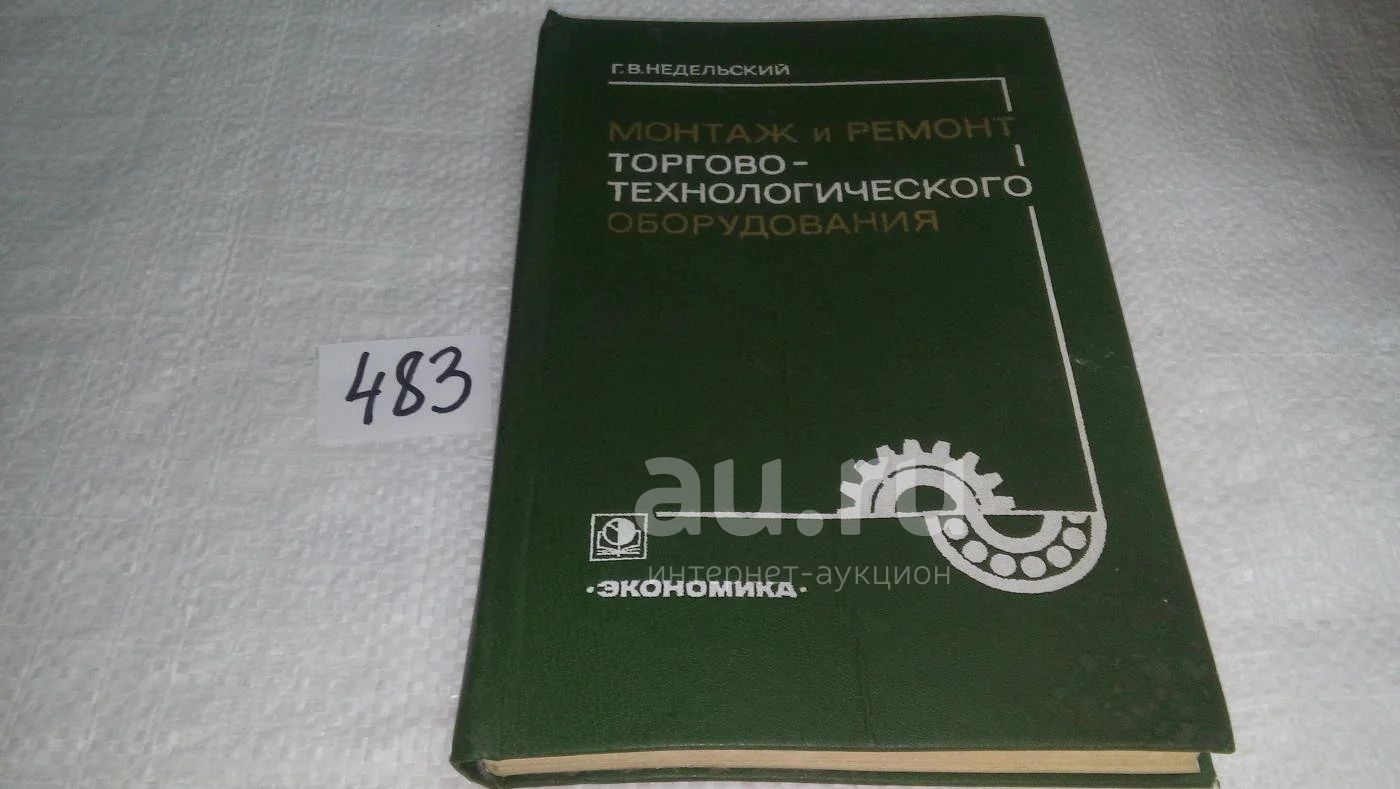 Г.В.НЕДЕЛЬСКИЙ
МОНТАЖ и РЕМОНТ
ТОРГОВО-
ТЕХНОЛОГИЧЕСКОГО
ОБОРУДОВАНИЯ
483
au.ru
интернет-аукцион
·ЭКОНОМИКА·